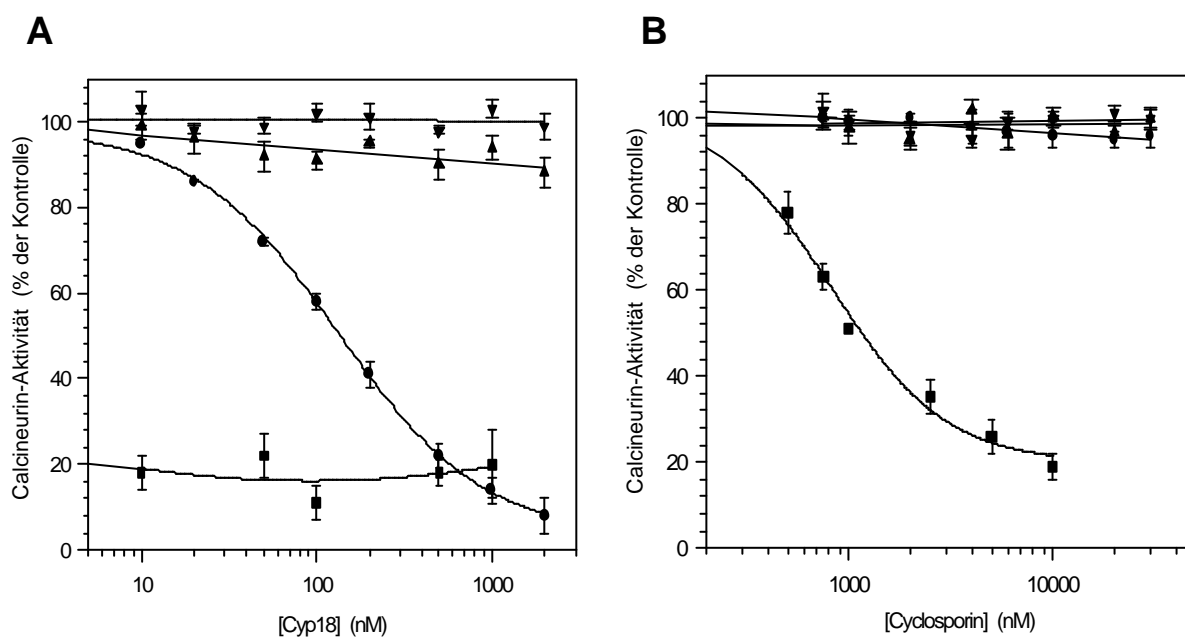 A
B
Calcineurin-Aktivität (% der Kontrolle)
100
80
60
40
20
0
10
100
1000
[Cyp18] (nM)
Calcineurin-Aktivität (% der Kontrolle)
100
80
60
40
20
0
1000
10000
[Cyclosporin] (nM)